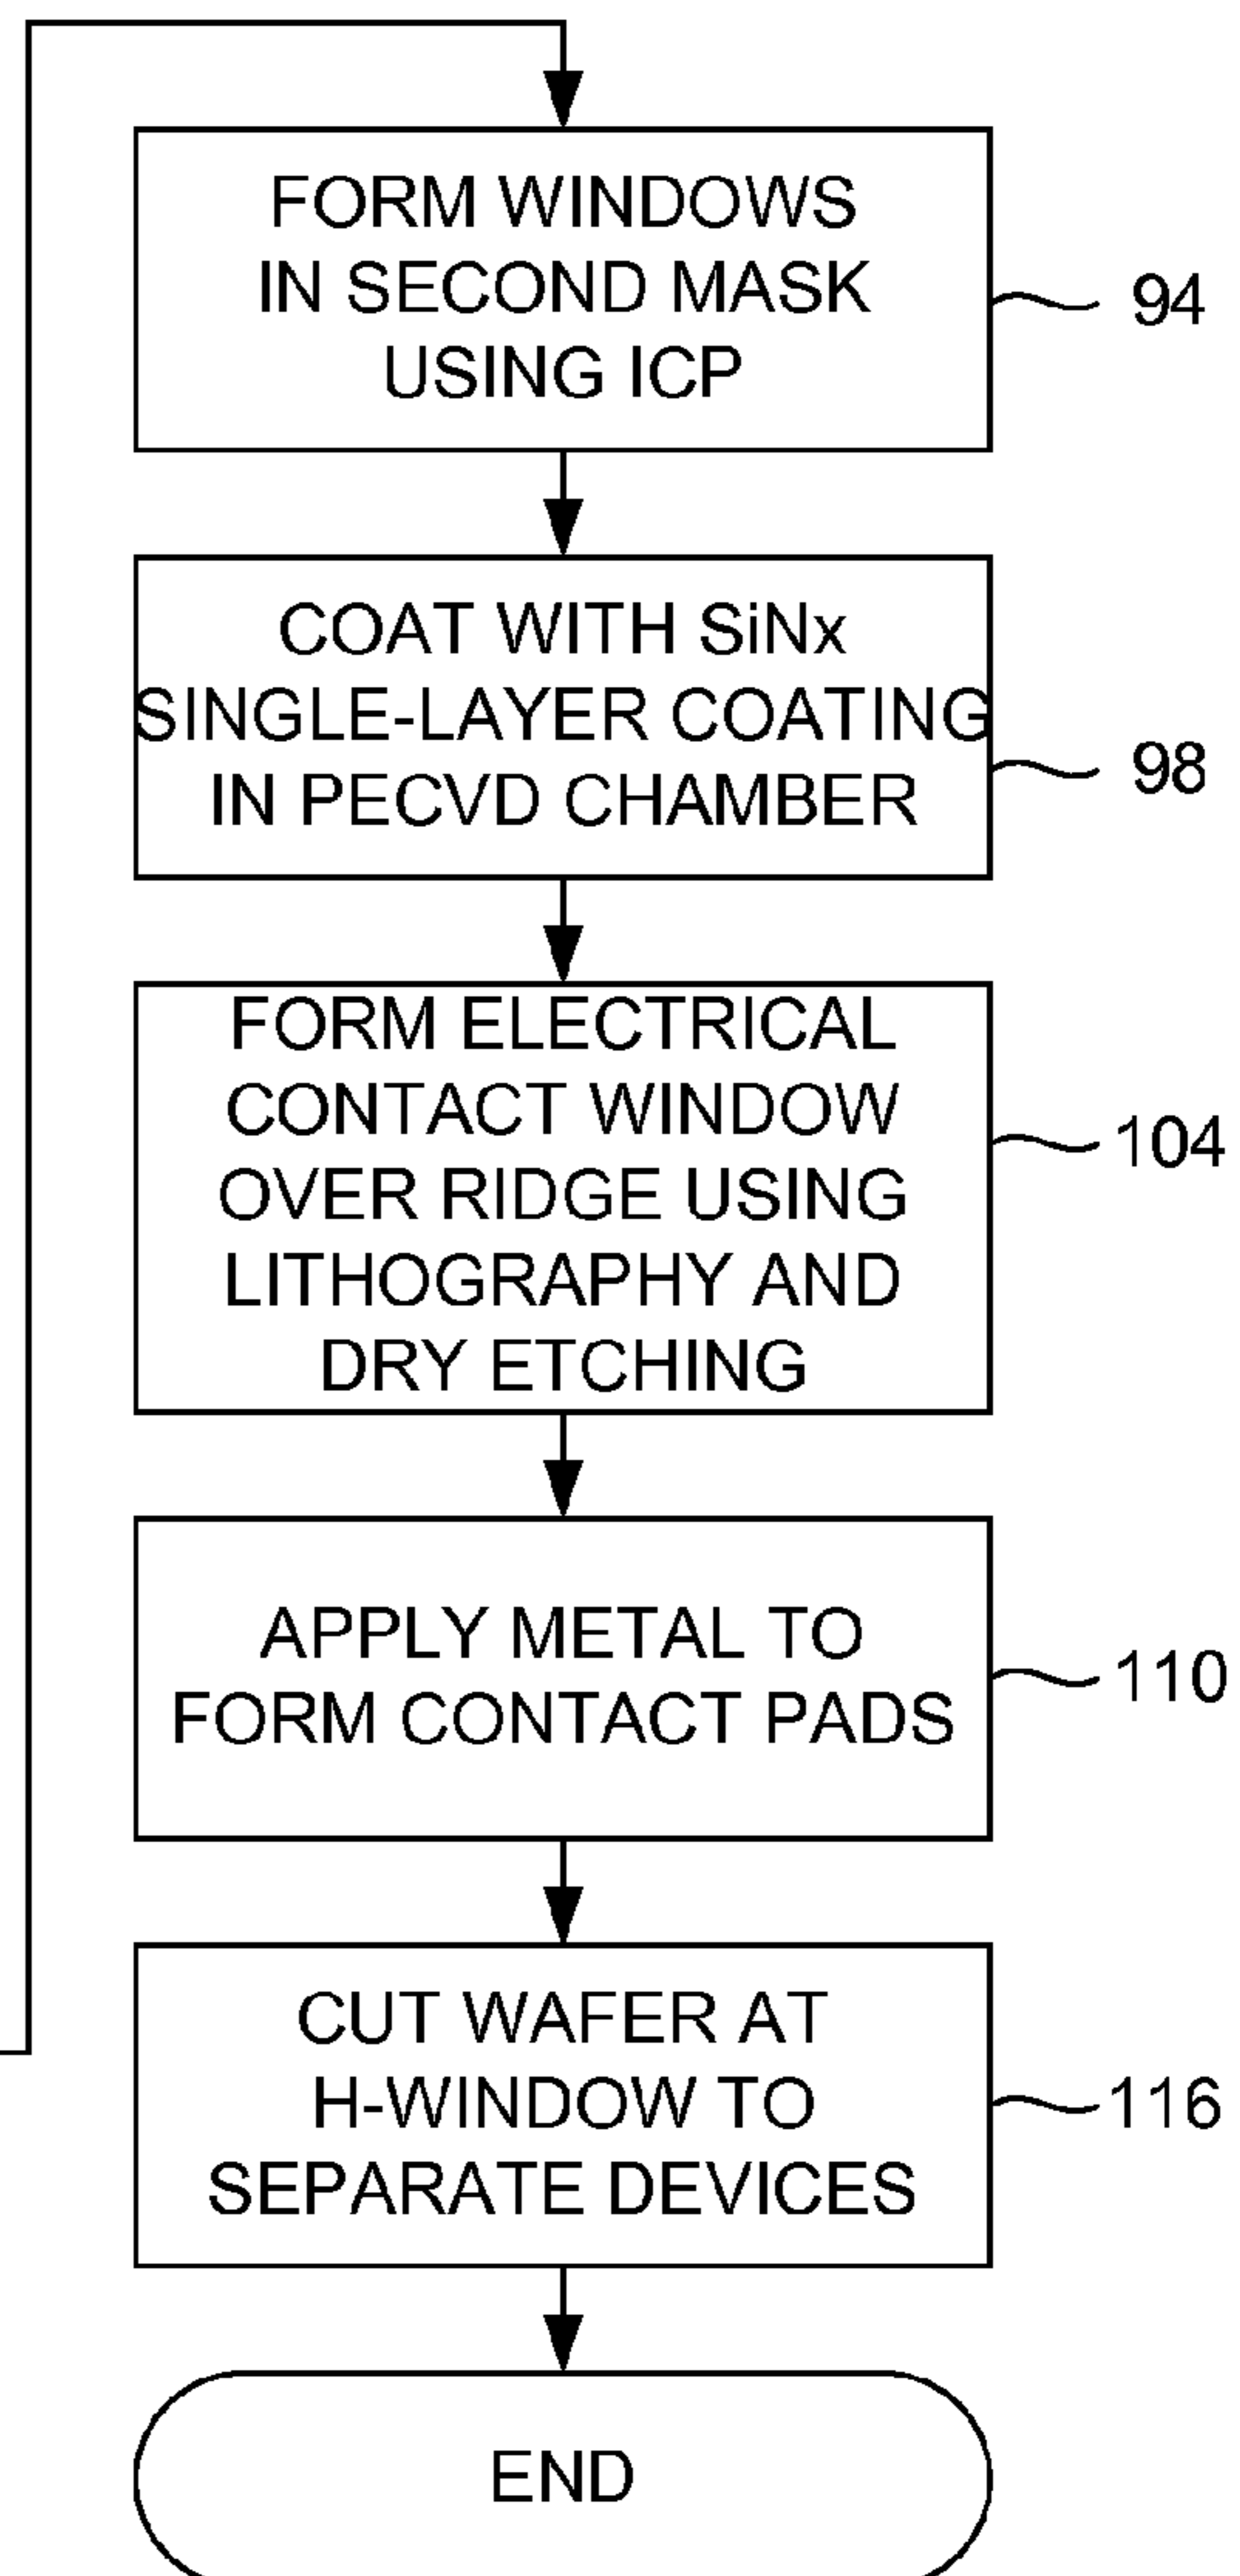 FORM WINDOWS
IN SECOND MASK
USING ICP
94
COAT WITH SiNx
SINGLE-LAYER COATING
IN PECVD CHAMBER
98
FORM ELECTRICAL
CONTACT WINDOW
OVER RIDGE USING
LITHOGRAPHY AND
DRY ETCHING
104
APPLY METAL TO
FORM CONTACT PADS
110
CUT WAFER AT
H-WINDOW TO
SEPARATE DEVICES
116
END